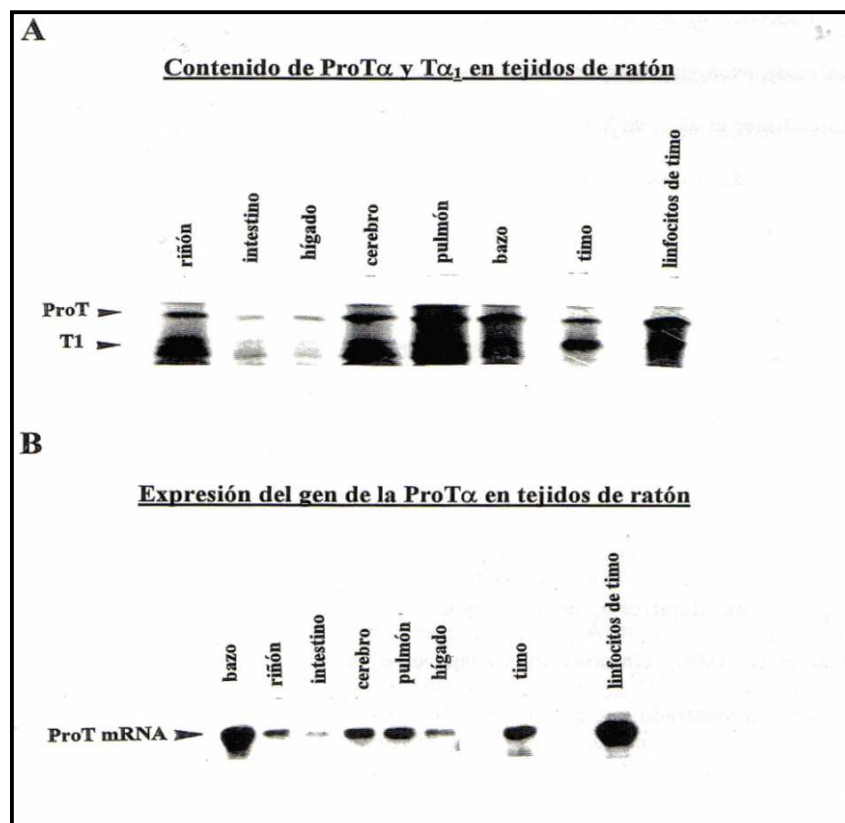 A
Contenido de ProTα y Tα1 en tejidos de ratón
riñón
intestino
hígado
cerebro
pulmón
bazo
timo
linfocitos de timo
ProT
T1
B
Expresión del gen de la ProTα en tejidos de ratón
bazo
riñón
intestino
cerebro
pulmón
hígado
timo
linfocitos de timo
ProT mRNA